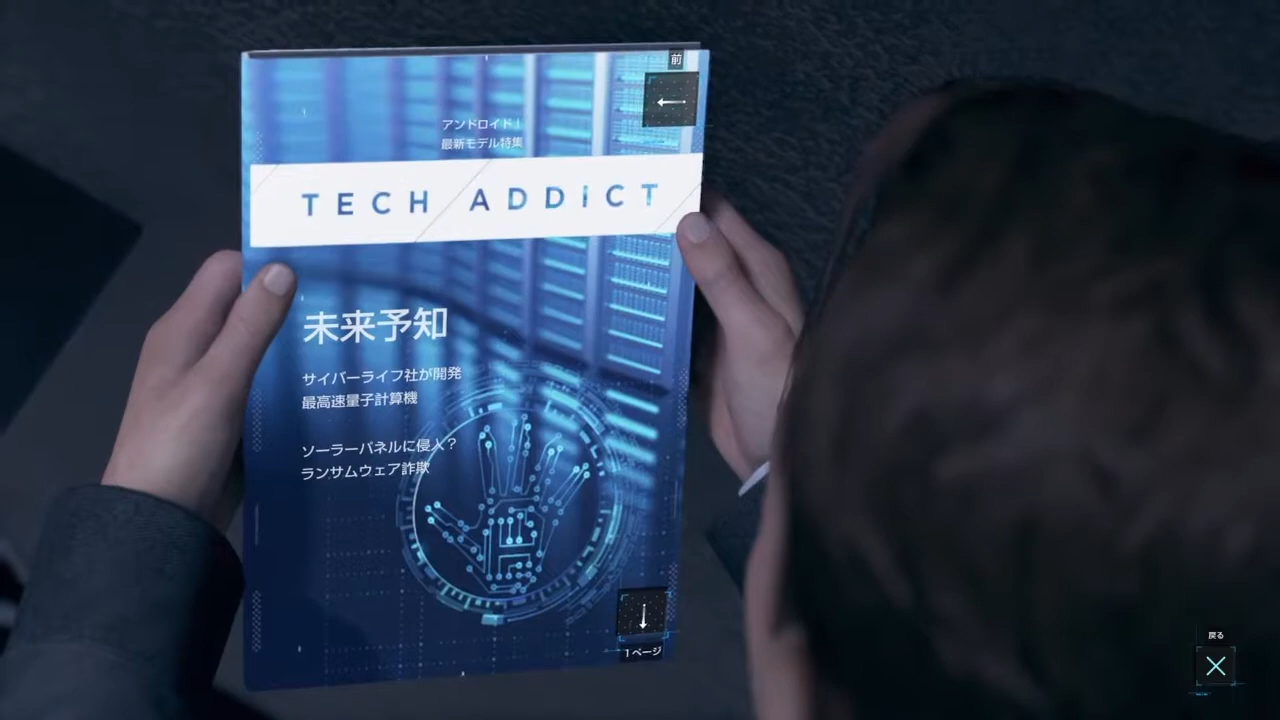 前
アンドロイド！
最新モデル特集
TECH ADDICT
未来予知
サイバーライフ社が開発
最高速量子計算機
ソーラーパネルに侵入？
ランサムウェア詐欺
1ページ
戻る